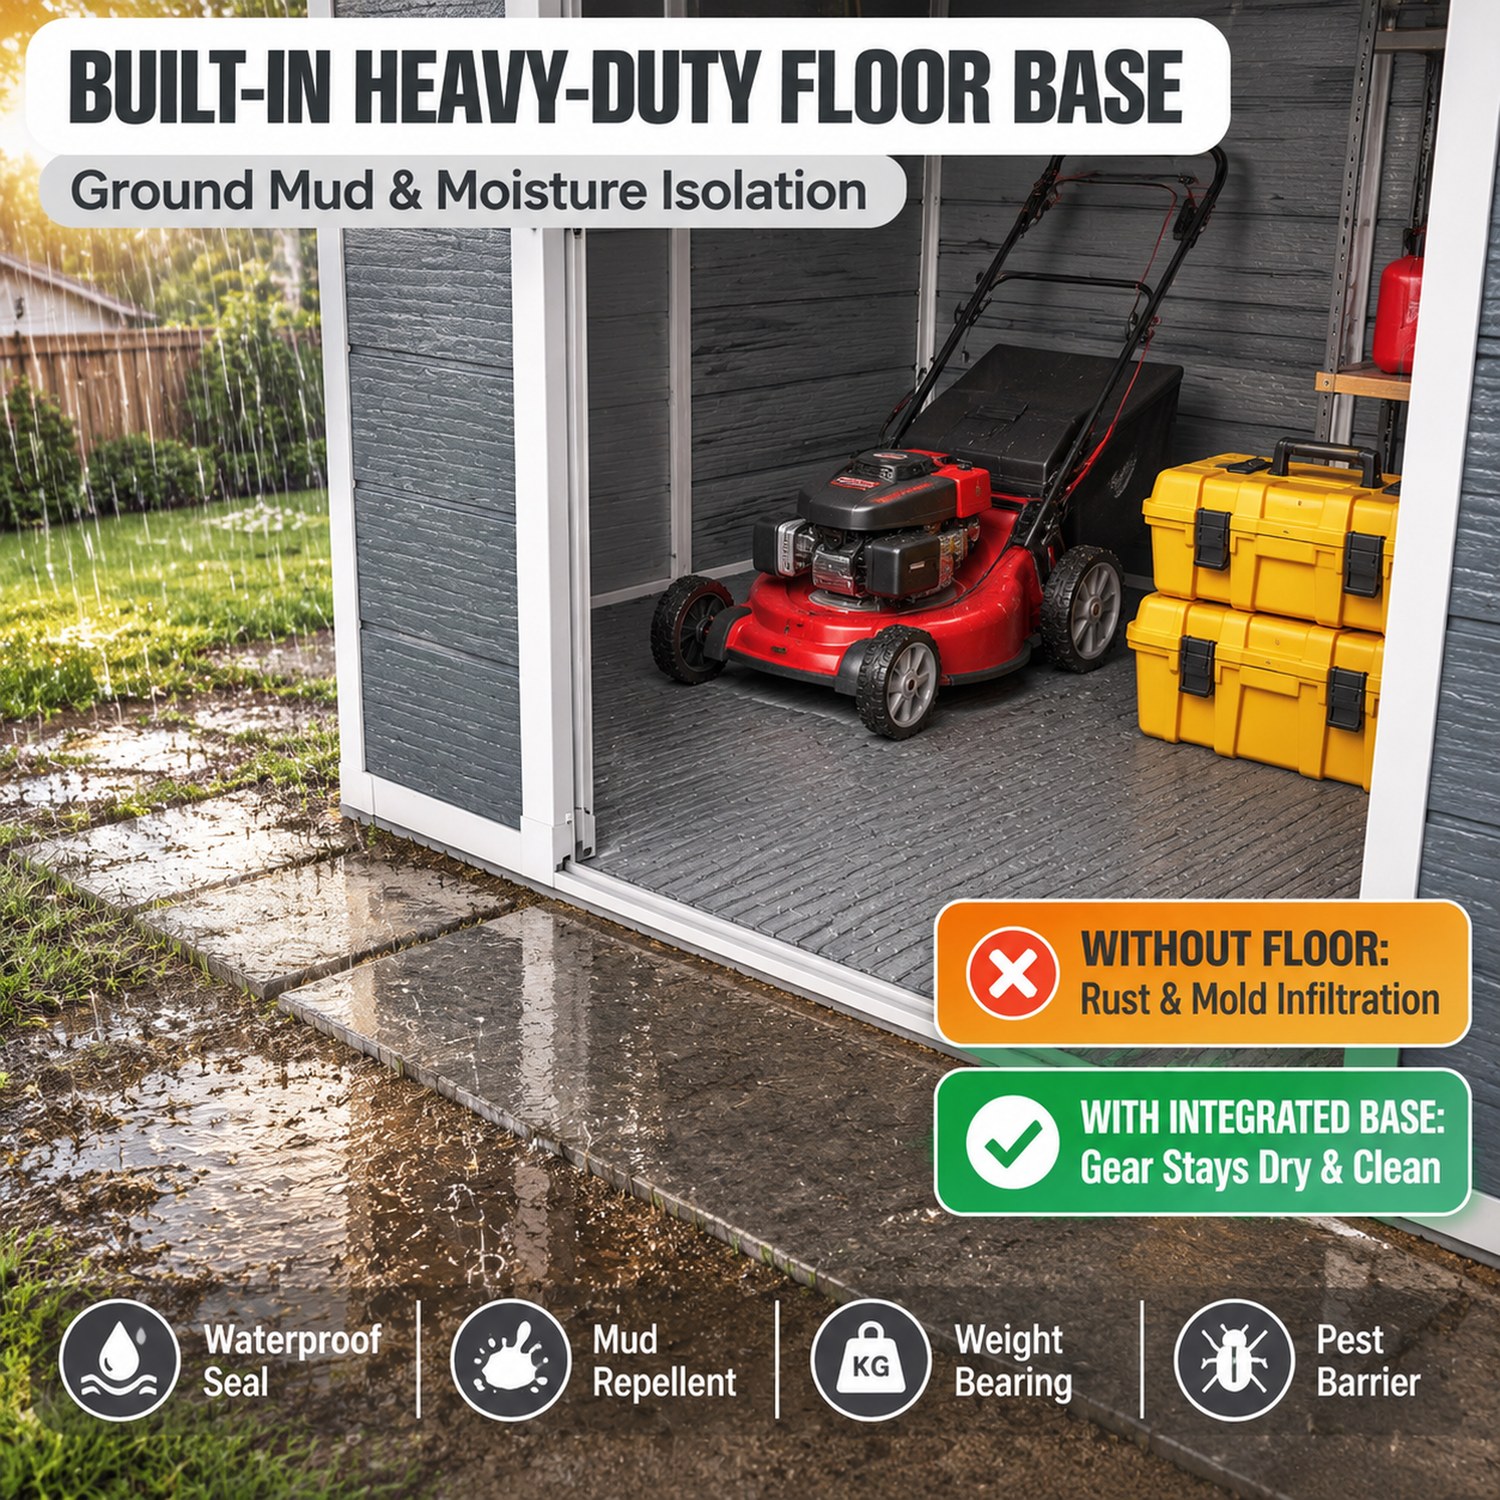 BUILT-IN HEAVY-DUTY FLOOR BASE
Ground Mud & Moisture Isolation
WITHOUT FLOOR:
Rust & Mold Infiltration
WITH INTEGRATED BASE:
Gear Stays Dry & Clean
Waterproof
Seal
Mud
Repellent
KG
Weight
Bearing
Pest
Barrier